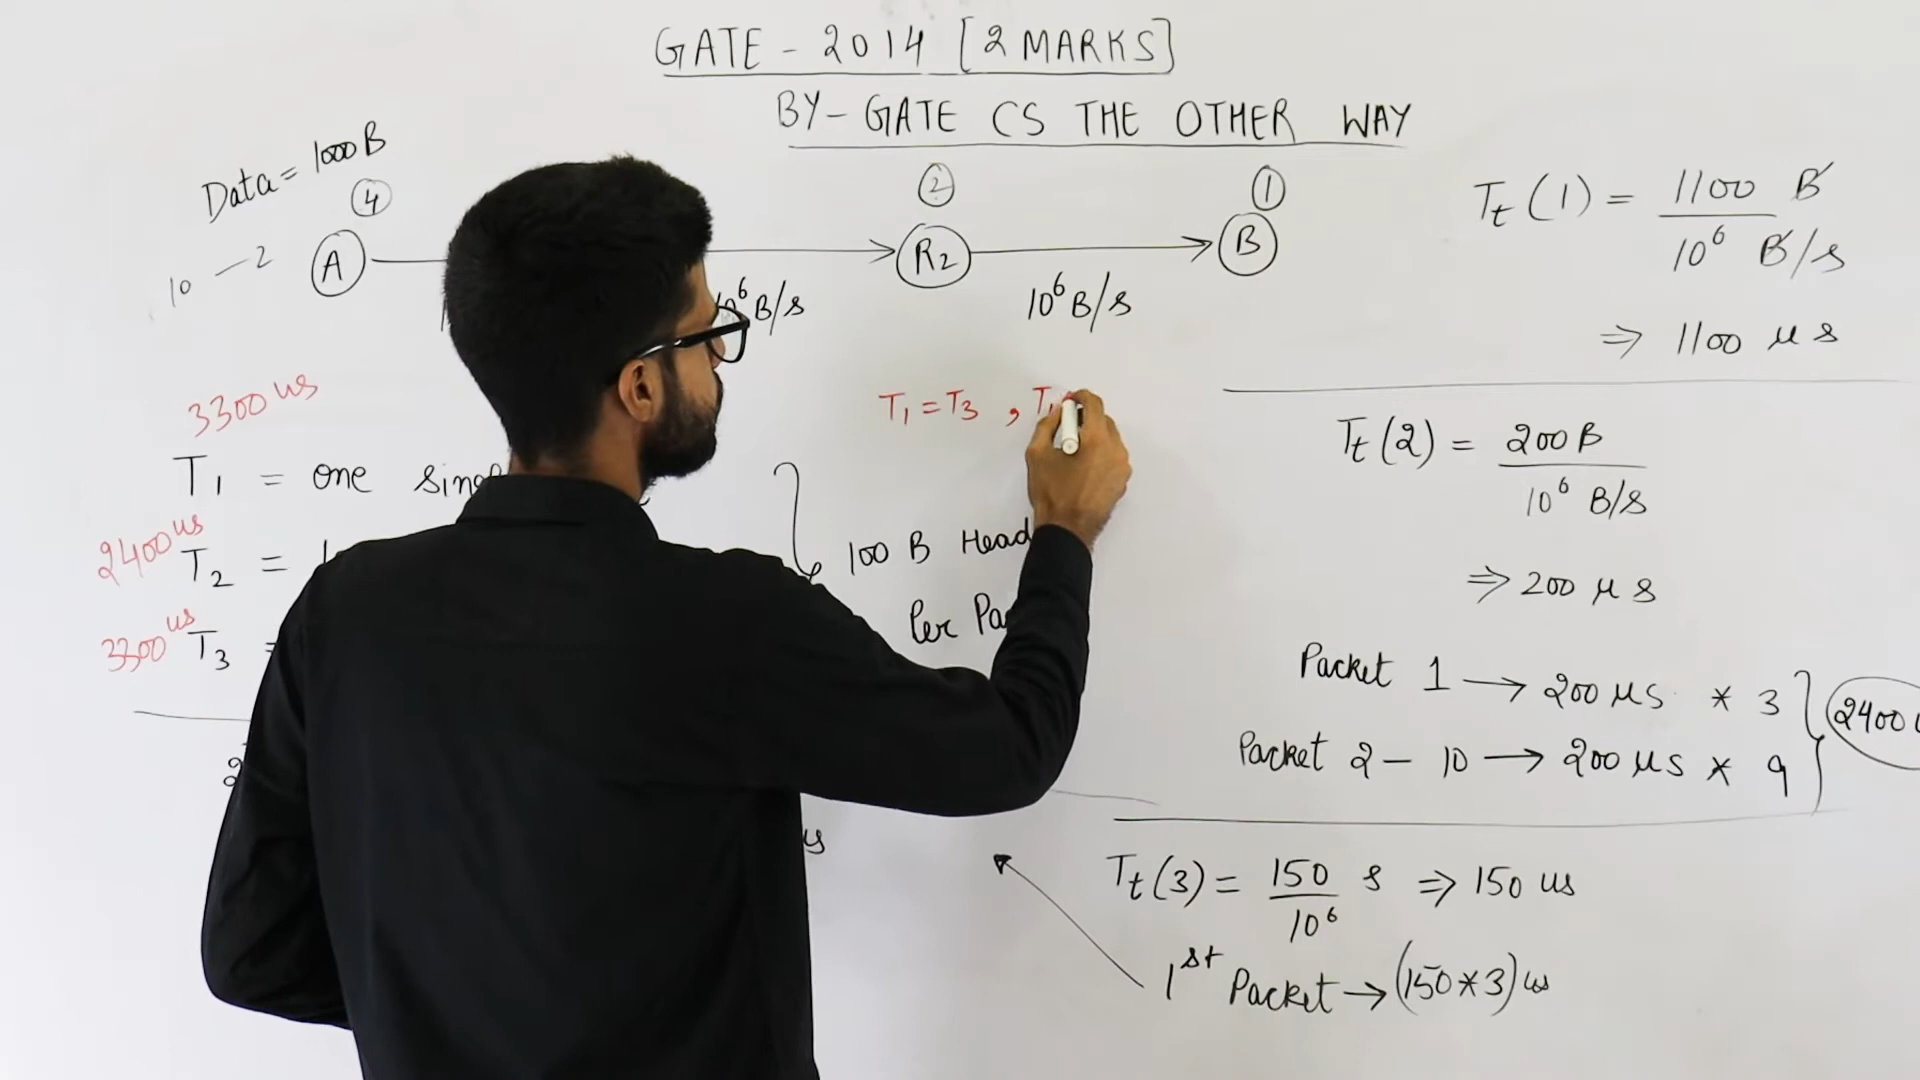 GATE - 2014 [2 MARKS]
BY - GATE CS THE OTHER WAY
Data = 1000 B
4 2 1
10 - 2 A R2 B
10⁶ B/s 10⁶ B/s
Tt (1) = 1100 B / 10⁶ B/s
⇒ 1100 μs
3300 us
T1 = one
2400 us T2 =
3300 us T3 =
T1 = T3 , T1
100 B Head
Per Pa
Tt (2) = 200 B / 10⁶ B/s
⇒ 200 μs
Packet 1 → 200 μs * 3
Packet 2 - 10 → 200 μs * 9
2400
Tt (3) = 150 / 10⁶ s ⇒ 150 us
1st Packet → (150 * 3) us